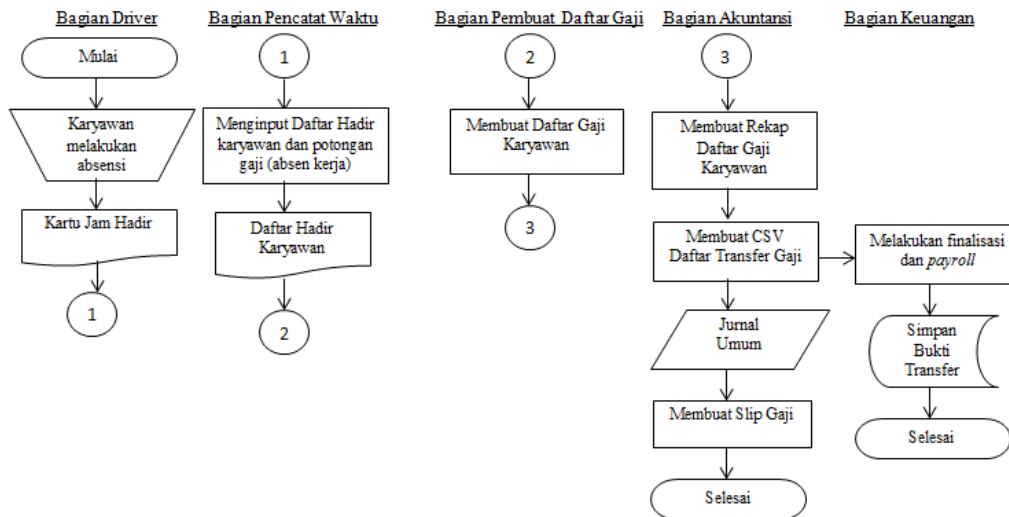 Bagian Driver
Mulai
Karyawan
melakukan
absensi
Kartu Jam Hadir
1
Bagian Pencatat Waktu
1
Menginput Daftar Hadir
karyawan dan potongan
gaji (absen kerja)
Daftar Hadir
Karyawan
2
Bagian Pembuat Daftar Gaji
2
Membuat Daftar Gaji
Karyawan
3
Bagian Akuntansi
3
Membuat Rekap
Daftar Gaji
Karyawan
Membuat CSV
Daftar Transfer Gaji
Jurnal
Umum
Membuat Slip Gaji
Selesai
Bagian Keuangan
Melakukan finalisasi
dan payroll
Simpan
Bukti
Transfer
Selesai